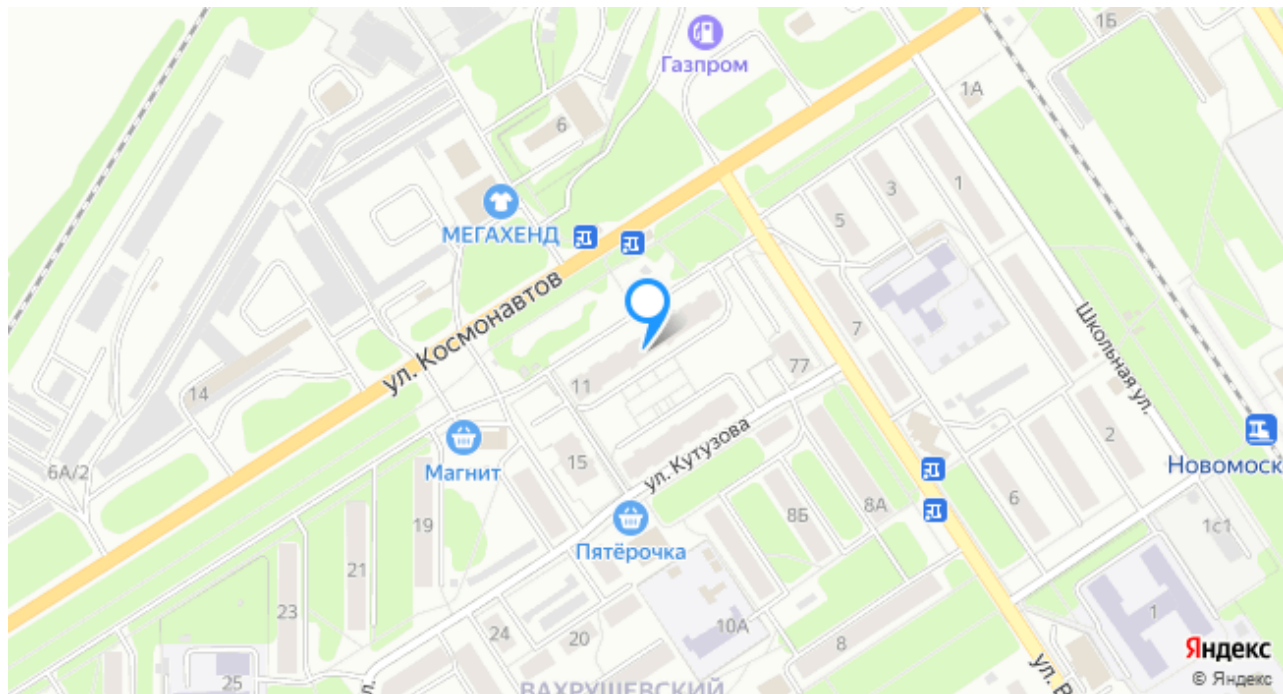 1Б
Газпром
1А
6
3
1
МЕГАХЕНД
5
ул. Космонавтов
7
Школьная ул.
14
11
77
2
ул. Кутузова
Новомоск
Магнит
15
6А/2
6
8Б
8А
19
1с1
Пятёрочка
21
23
24
20
10А
1
8
Яндекс
25
ул. В
л.
ВАХРУШЕВСКИЙ
© Яндекс